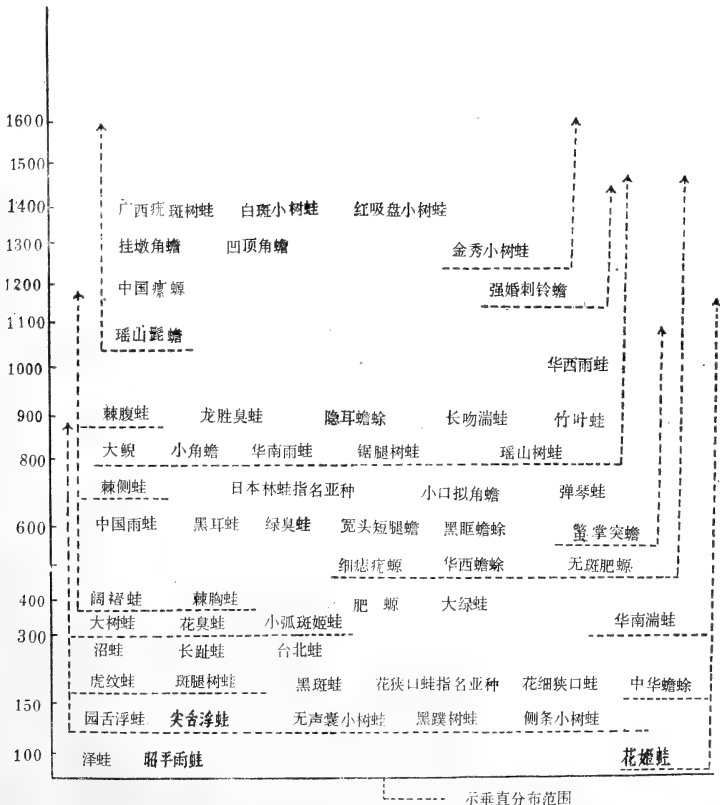 1600
1500
1400 广西疣斑树蛙 白斑小树蛙 红吸盘小树蛙
1300 挂墩角蟾 凹顶角蟾 金秀小树蛙
1200 中国瘰螈 强婚刺铃蟾
1100 瑶山髭蟾
1000 华西雨蛙
900 棘腹蛙 龙胜臭蛙 隐耳蟾蜍 长吻湍蛙 竹叶蛙
800 大鲵 小角蟾 华南雨蛙 锯腿树蛙 瑶山树蛙
棘侧蛙 日本林蛙指名亚种 小口拟角蟾 弹琴蛙
600 中国雨蛙 黑耳蛙 绿臭蛙 宽头短腿蟾 黑眶蟾蜍 蟹掌突蟾
细痣疣螈 华西蟾蜍 无斑肥螈
400 阔褶蛙 棘胸蛙 肥螈 大绿蛙
大树蛙 花臭蛙 小弧斑姬蛙 华南湍蛙
300
沼蛙 长趾蛙 台北蛙
虎纹蛙 斑腿树蛙 黑斑蛙 花狭口蛙指名亚种 花细狭口蛙 中华蟾蜍
150 园舌浮蛙 尖舌浮蛙 无声囊小树蛙 黑蹼树蛙 侧条小树蛙
100 泽蛙 昭平雨蛙 花姬蛙
示垂直分布范围